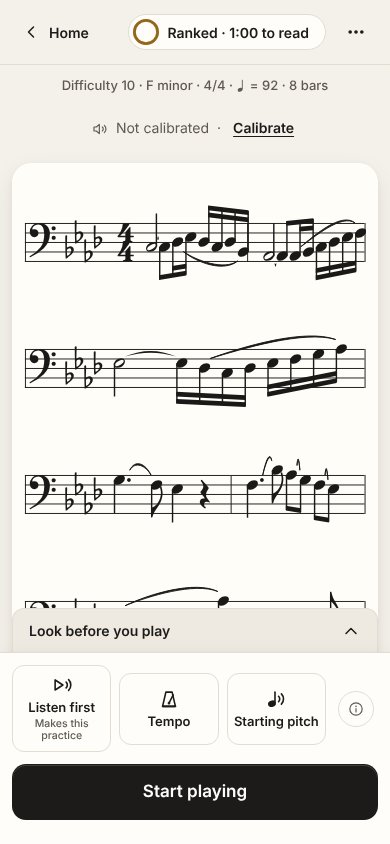 Home
Ranked · 1:00 to read
Difficulty 10 · F minor · 4/4 · ♩ = 92 · 8 bars
Not calibrated · Calibrate
Look before you play
Listen first
Makes this
practice
Tempo
Starting pitch
Start playing